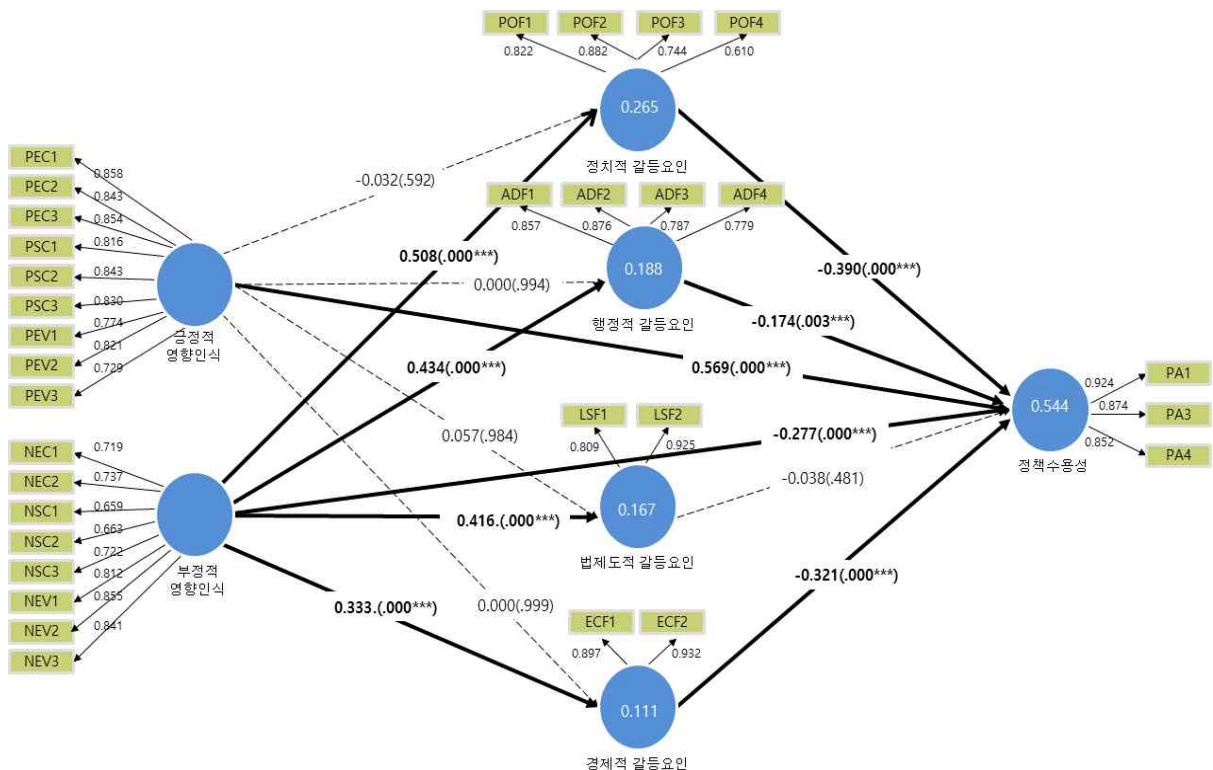 POF1
POF2
POF3
POF4
0.822
0.882
0.744
0.610
0.265
정치적 갈등요인
PEC1
PEC2
PEC3
PSC1
PSC2
PSC3
PEV1
PEV2
PEV3
0.858
0.843
0.854
0.816
0.843
0.830
0.774
0.821
0.729
긍정적
영향인식
-0.032(.592)
ADF1
ADF2
ADF3
ADF4
0.857
0.876
0.787
0.779
0.188
행정적 갈등요인
0.508(.000***)
0.000(.994)
-0.390(.000***)
-0.174(.003***)
0.434(.000***)
0.569(.000***)
NEC1
NEC2
NSC1
NSC2
NSC3
NEV1
NEV2
NEV3
0.719
0.737
0.659
0.663
0.722
0.812
0.855
0.841
부정적
영향인식
LSF1
LSF2
0.809
0.925
0.167
법제도적 갈등요인
0.057(.984)
-0.277(.000***)
-0.038(.481)
0.416.(.000***)
0.544
정책수용성
PA1
PA3
PA4
0.924
0.874
0.852
0.333.(.000***)
0.000(.999)
-0.321(.000***)
ECF1
ECF2
0.897
0.932
0.111
경제적 갈등요인